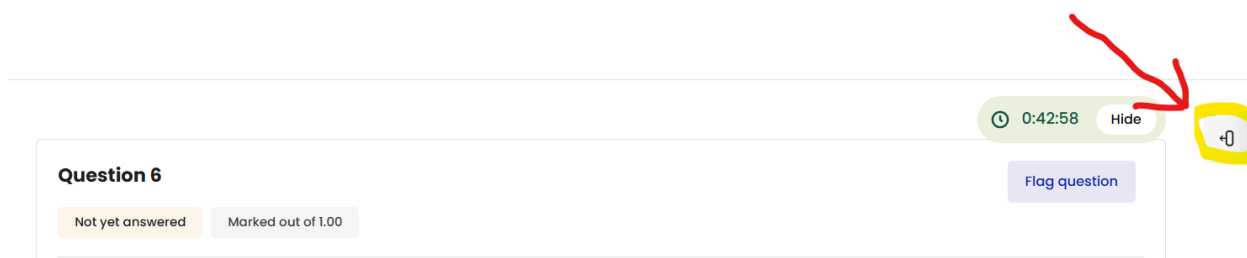 0:42:58 Hide
Question 6
Flag question
Not yet answered Marked out of 1.00